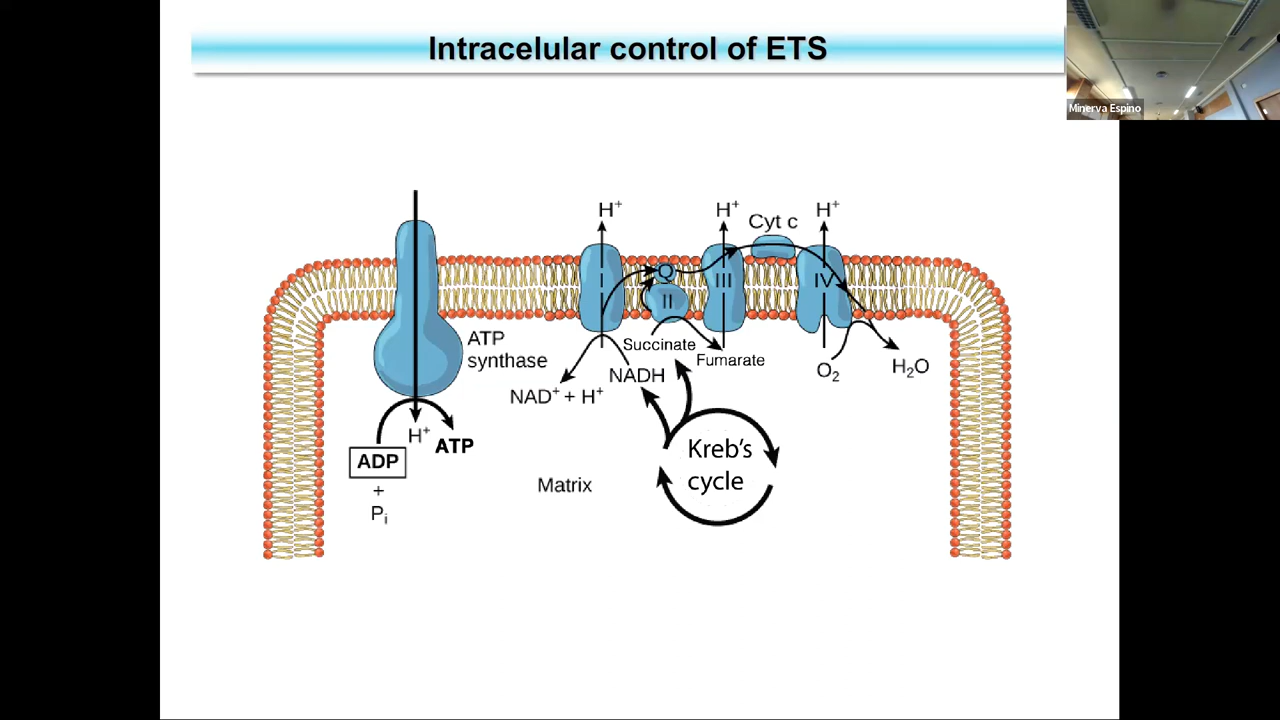 Intracelular control of ETS
Minerva Espino
H⁺
H⁺
Cyt c
H⁺
I
Q
II
III
IV
ATP
synthase
Succinate
Fumarate
NADH
NAD⁺ + H⁺
O₂
H₂O
H⁺
ATP
ADP
+
Pᵢ
Matrix
Kreb's
cycle